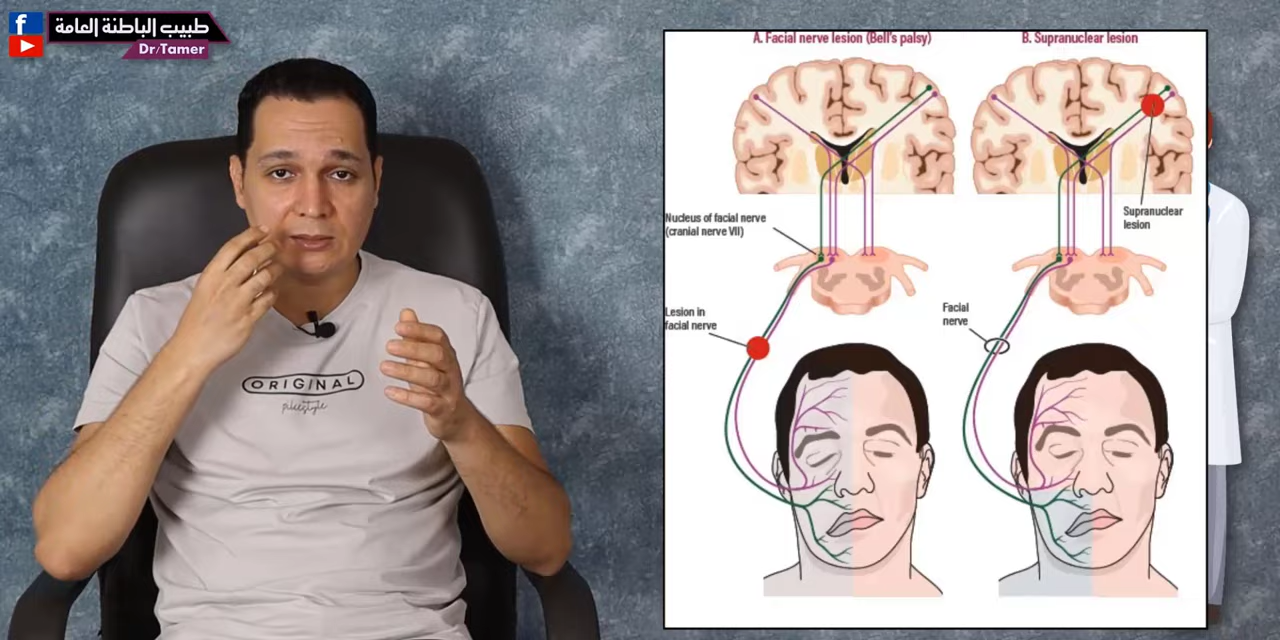 f
طبيب الباطنة العامة
Dr/Tamer
ORIGINAL
A. Facial nerve lesion (Bell's palsy)
B. Supranuclear lesion
Nucleus of facial nerve
(cranial nerve VII)
Supranuclear
lesion
Lesion in
facial nerve
Facial
nerve